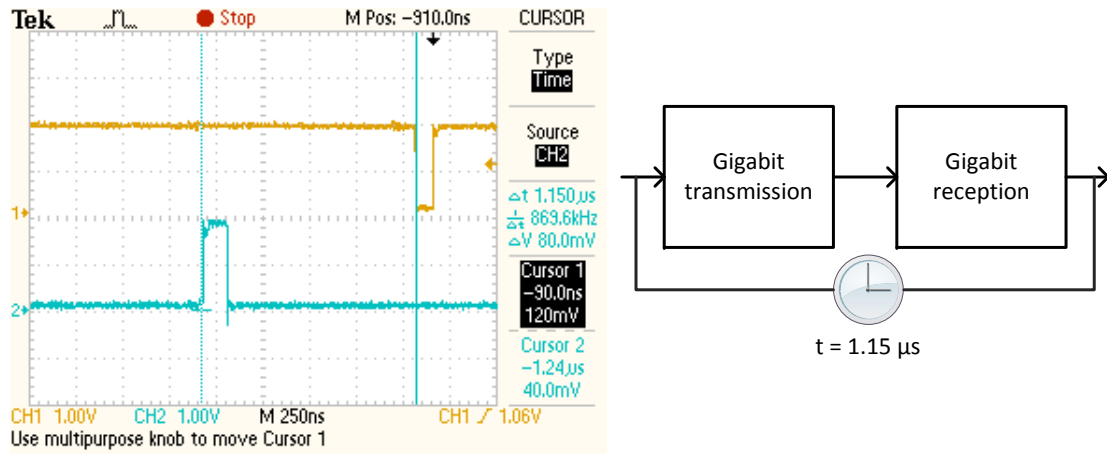 Tek
Stop
M Pos: -910.0ns
CURSOR
Type
Time
Source
CH2
Δt 1.150µs
1/Δt 869.6kHz
ΔV 80.0mV
Cursor 1
-90.0ns
120mV
Cursor 2
-1.24µs
40.0mV
1
2
CH1 1.00V
CH2 1.00V
M 250ns
CH1
1.06V
Use multipurpose knob to move Cursor 1
Gigabit
transmission
Gigabit
reception
t = 1.15 µs